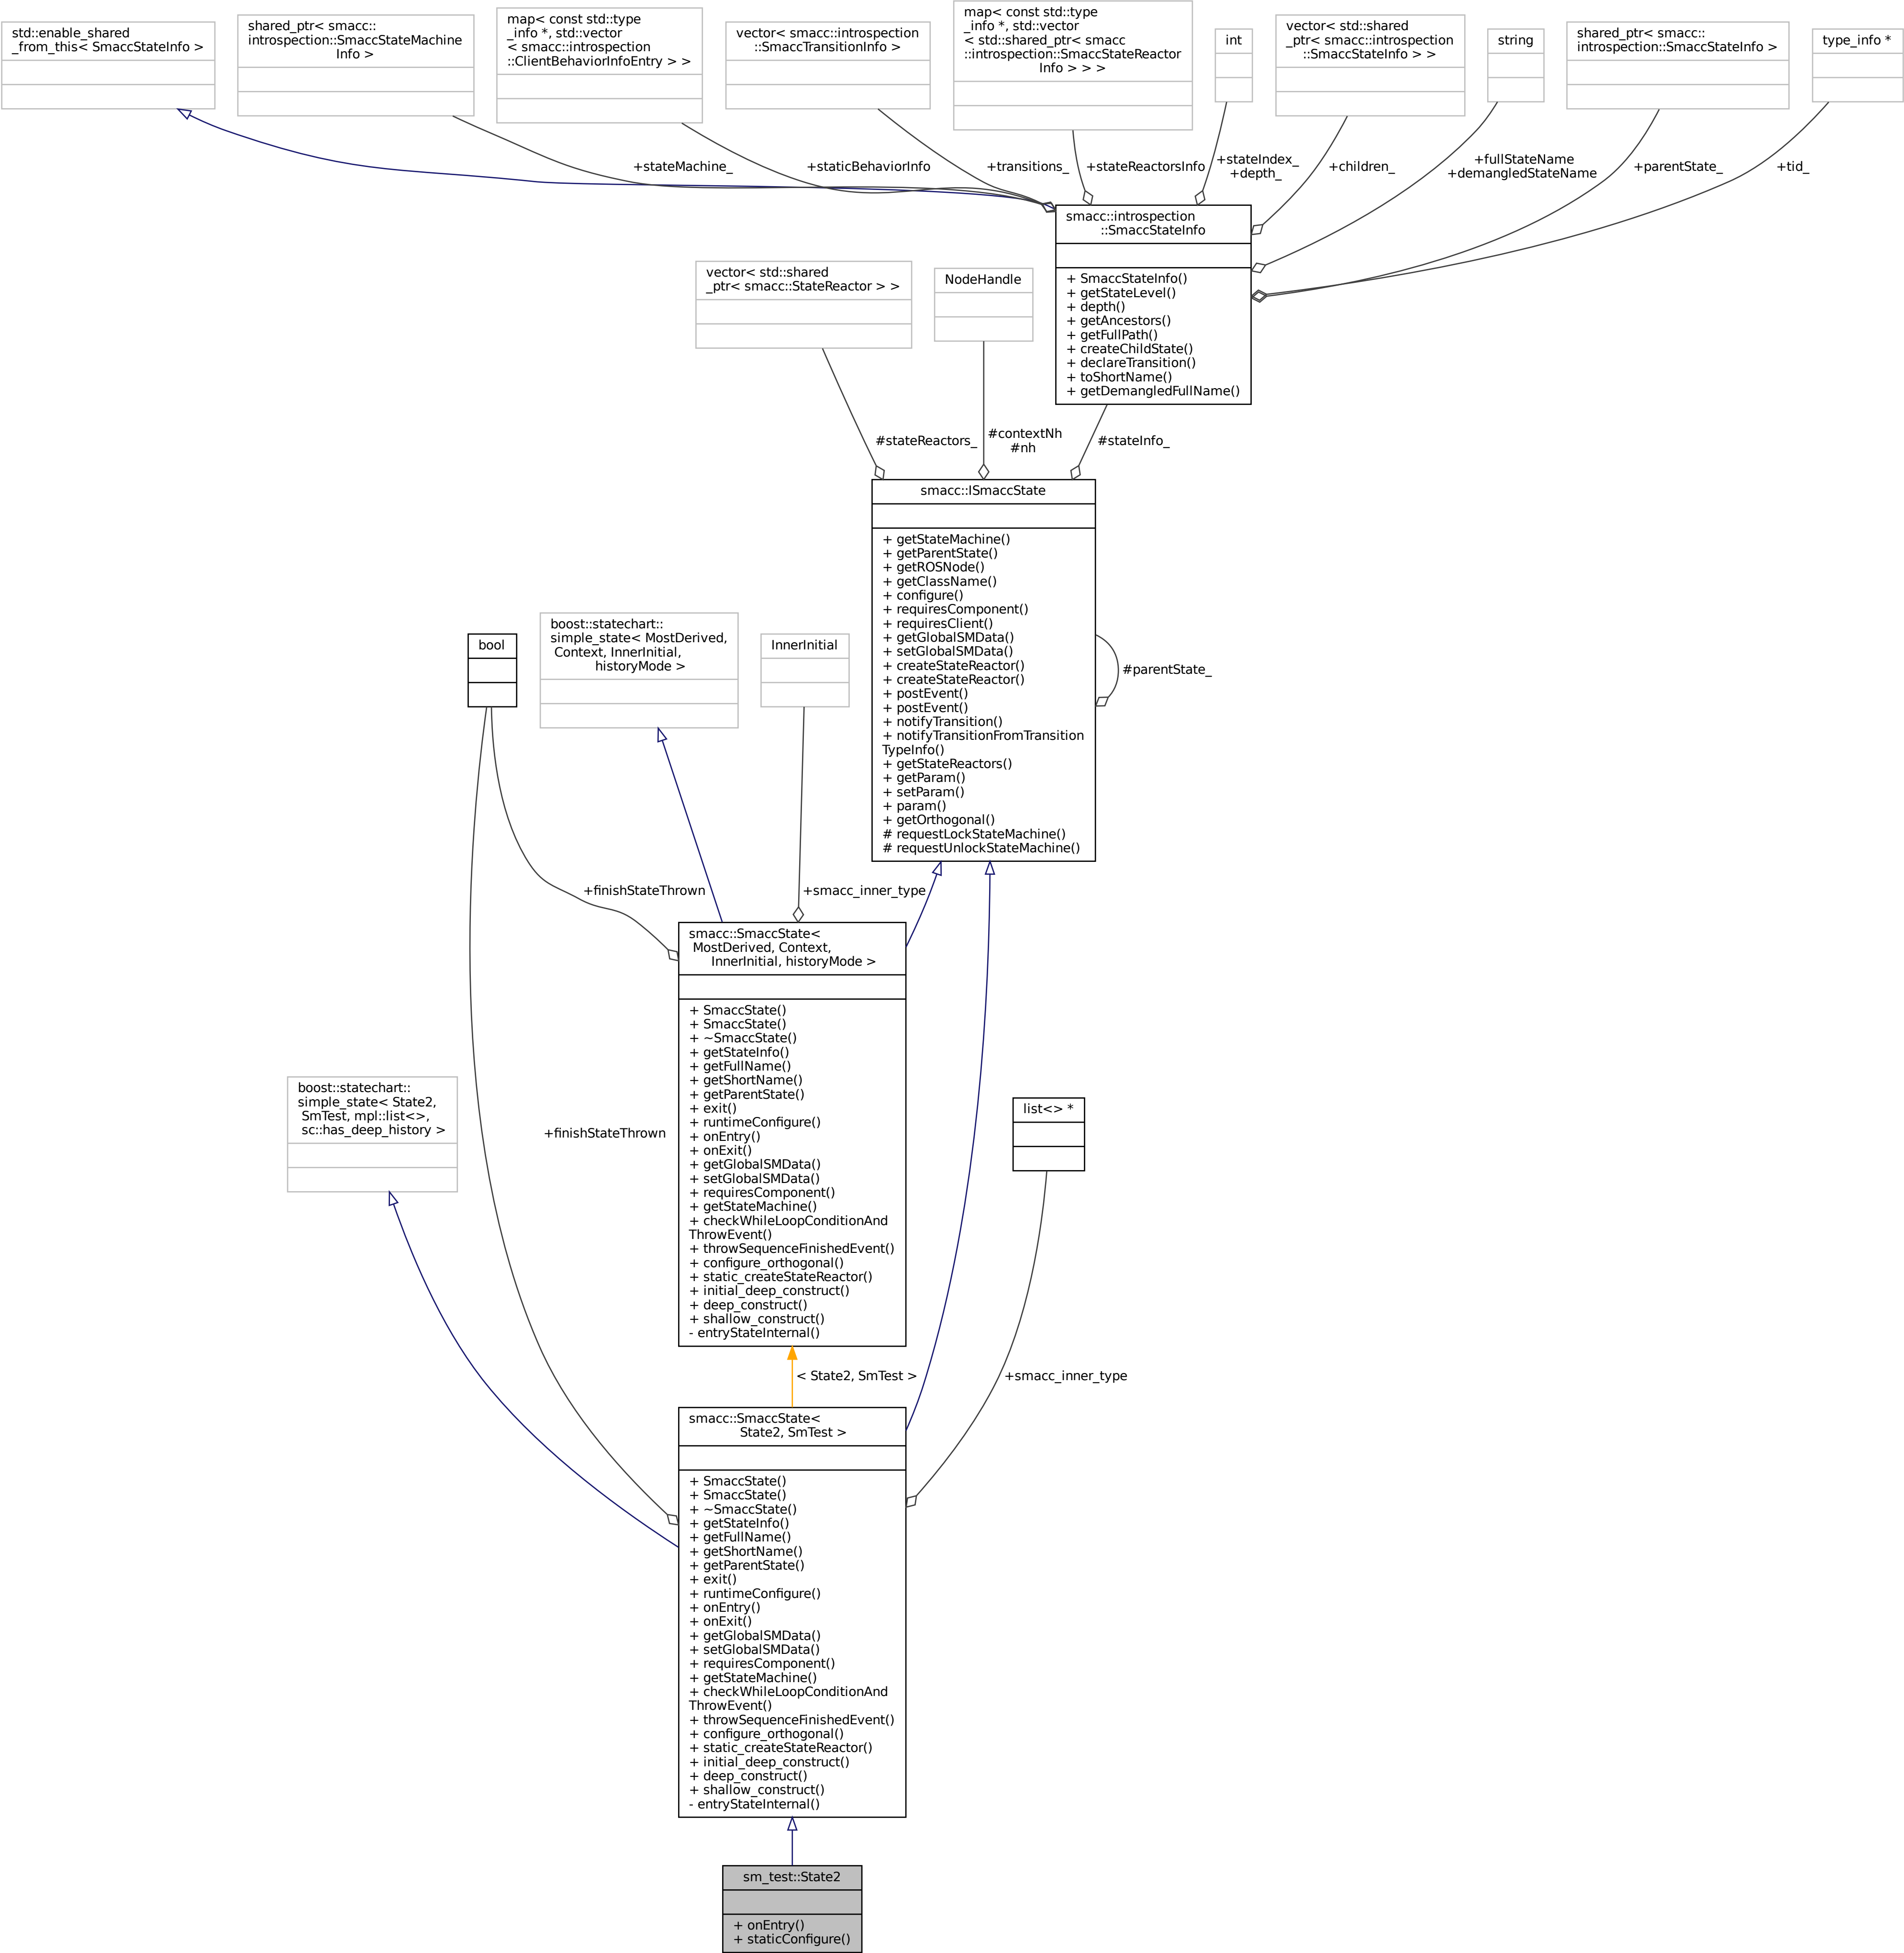 std::enable_shared
_from_this< SmaccStateInfo >
shared_ptr< smacc::
introspection::SmaccStateMachine
Info >
map< const std::type
_info *, std::vector
< smacc::introspection
::ClientBehaviorInfoEntry > >
vector< smacc::introspection
::SmaccTransitionInfo >
map< const std::type
_info *, std::vector
< std::shared_ptr< smacc
::introspection::SmaccStateReactor
Info > > >
int
vector< std::shared
_ptr< smacc::introspection
::SmaccStateInfo > >
string
shared_ptr< smacc::
introspection::SmaccStateInfo >
type_info *
+stateMachine_
+staticBehaviorInfo
+transitions_
+stateReactorsInfo
+stateIndex_
+depth_
+children_
+fullStateName
+demangledStateName
+parentState_
+tid_
smacc::introspection
::SmaccStateInfo
+ SmaccStateInfo()
+ getStateLevel()
+ depth()
+ getAncestors()
+ getFullPath()
+ createChildState()
+ declareTransition()
+ toShortName()
+ getDemangledFullName()
vector< std::shared
_ptr< smacc::StateReactor > >
NodeHandle
#stateReactors_
#contextNh
#nh
#stateInfo_
smacc::ISmaccState
+ getStateMachine()
+ getParentState()
+ getROSNode()
+ getClassName()
+ configure()
+ requiresComponent()
+ requiresClient()
+ getGlobalSMData()
+ setGlobalSMData()
+ createStateReactor()
+ createStateReactor()
+ postEvent()
+ postEvent()
+ notifyTransition()
+ notifyTransitionFromTransition
TypeInfo()
+ getStateReactors()
+ getParam()
+ setParam()
+ param()
+ getOrthogonal()
# requestLockStateMachine()
# requestUnlockStateMachine()
#parentState_
bool
boost::statechart::
simple_state< MostDerived,
Context, InnerInitial,
historyMode >
InnerInitial
+finishStateThrown
+smacc_inner_type
smacc::SmaccState<
MostDerived, Context,
InnerInitial, historyMode >
+ SmaccState()
+ SmaccState()
+ ~SmaccState()
+ getStateInfo()
+ getFullName()
+ getShortName()
+ getParentState()
+ exit()
+ runtimeConfigure()
+ onEntry()
+ onExit()
+ getGlobalSMData()
+ setGlobalSMData()
+ requiresComponent()
+ getStateMachine()
+ checkWhileLoopConditionAnd
ThrowEvent()
+ throwSequenceFinishedEvent()
+ configure_orthogonal()
+ static_createStateReactor()
+ initial_deep_construct()
+ deep_construct()
+ shallow_construct()
- entryStateInternal()
boost::statechart::
simple_state< State2,
SmTest, mpl::list<>,
sc::has_deep_history >
+finishStateThrown
list<> *
< State2, SmTest >
+smacc_inner_type
smacc::SmaccState<
State2, SmTest >
+ SmaccState()
+ SmaccState()
+ ~SmaccState()
+ getStateInfo()
+ getFullName()
+ getShortName()
+ getParentState()
+ exit()
+ runtimeConfigure()
+ onEntry()
+ onExit()
+ getGlobalSMData()
+ setGlobalSMData()
+ requiresComponent()
+ getStateMachine()
+ checkWhileLoopConditionAnd
ThrowEvent()
+ throwSequenceFinishedEvent()
+ configure_orthogonal()
+ static_createStateReactor()
+ initial_deep_construct()
+ deep_construct()
+ shallow_construct()
- entryStateInternal()
sm_test::State2
+ onEntry()
+ staticConfigure()